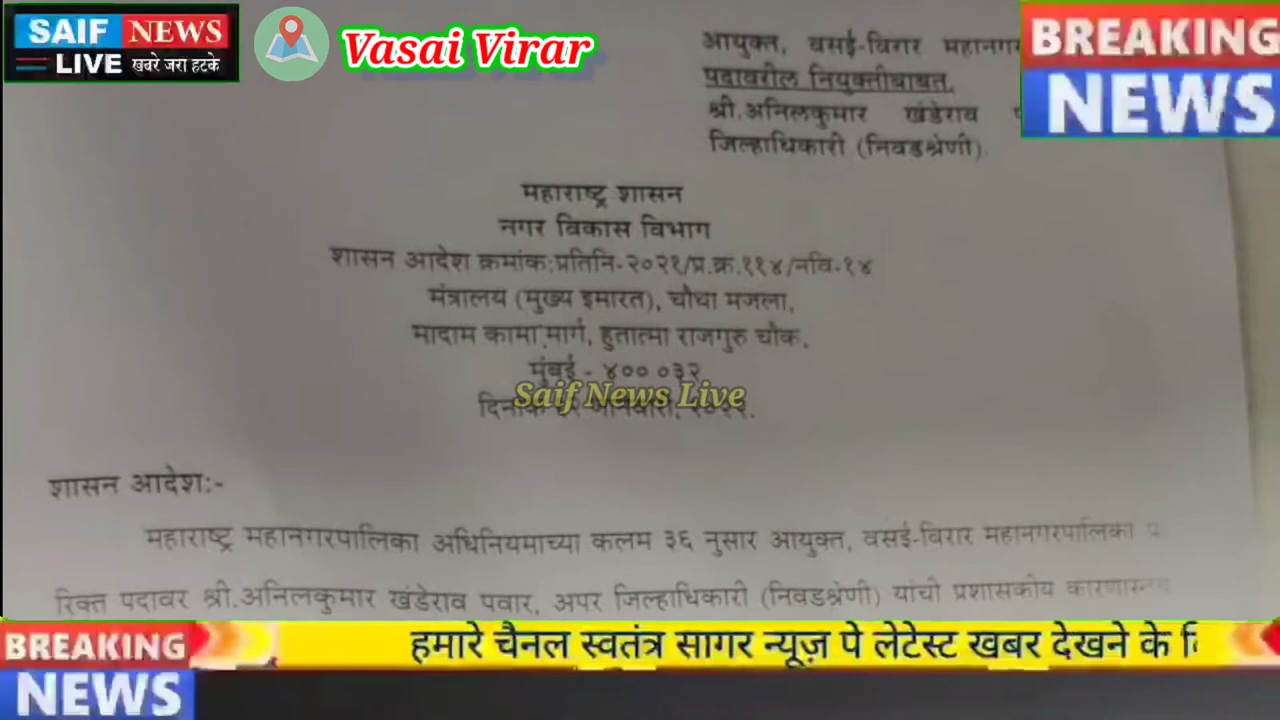 SAIF NEWS
LIVE खबरे जरा हटके
Vasai Virar
BREAKING
NEWS
आयुक्त, वसई-विरार महानगर
पदावरील नियुक्तीबाबत.
श्री.अनिलकुमार खंडेराव
जिल्हाधिकारी (निवडश्रेणी).
महाराष्ट्र शासन
नगर विकास विभाग
शासन आदेश क्रमांक:प्रतिनि-२०२१/प्र.क्र.११४/नवि-१४
मंत्रालय (मुख्य इमारत), चौथा मजला,
मादाम कामा मार्ग, हुतात्मा राजगुरु चौक,
मुंबई - ४०० ०३२
Saif News Live
शासन आदेश:-
महाराष्ट्र महानगरपालिका अधिनियमाच्या कलम ३६ नुसार आयुक्त, वसई-विरार महानगरपालिका
रिक्त पदावर श्री.अनिलकुमार खंडेराव पवार, अपर जिल्हाधिकारी (निवडश्रेणी) यांची प्रशासकीय
BREAKING
NEWS
हमारे चैनल स्वतंत्र सागर न्यूज़ पे लेटेस्ट खबर देखने के